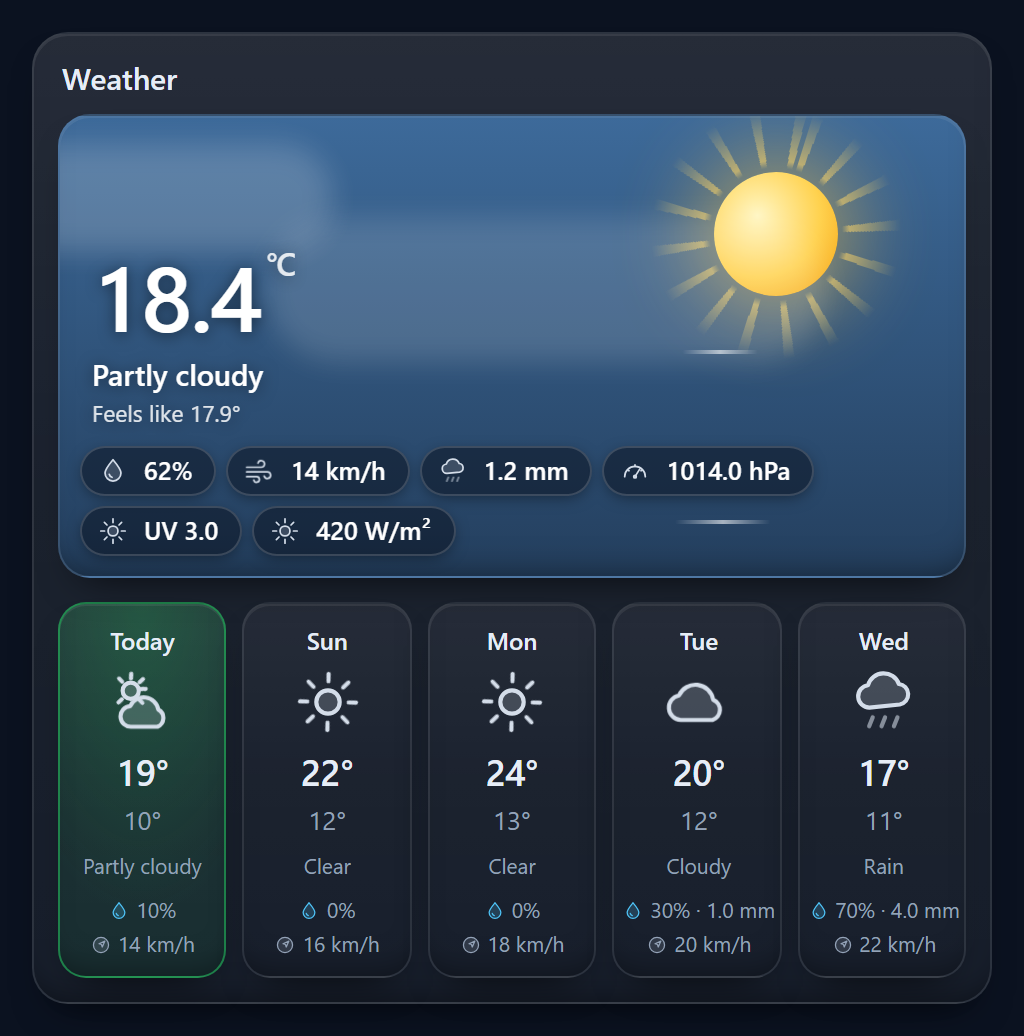 Weather
18.4 °C
Partly cloudy
Feels like 17.9°
62% 14 km/h 1.2 mm 1014.0 hPa
UV 3.0 420 W/m²
Today Sun Mon Tue Wed
19° 22° 24° 20° 17°
10° 12° 13° 12° 11°
Partly cloudy Clear Clear Cloudy Rain
10% 0% 0% 30% · 1.0 mm 70% · 4.0 mm
14 km/h 16 km/h 18 km/h 20 km/h 22 km/h